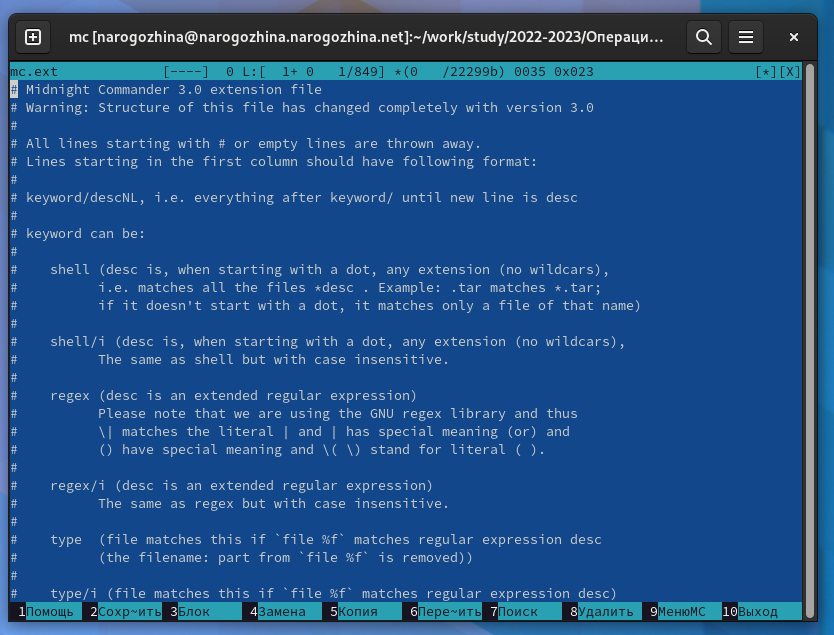 mc [narogozhina@narogozhina.narogozhina.net]:~/work/study/2022-2023/Операци...
mc.ext [----] 0 L:[ 1+ 0 1/849] *(0 /22299b) 0035 0x023 [*][X]
# Midnight Commander 3.0 extension file
# Warning: Structure of this file has changed completely with version 3.0
#
# All lines starting with # or empty lines are thrown away.
# Lines starting in the first column should have following format:
#
# keyword/descNL, i.e. everything after keyword/ until new line is desc
#
# keyword can be:
#
#    shell (desc is, when starting with a dot, any extension (no wildcars),
#          i.e. matches all the files *desc . Example: .tar matches *.tar;
#          if it doesn't start with a dot, it matches only a file of that name)
#
#    shell/i (desc is, when starting with a dot, any extension (no wildcars),
#          The same as shell but with case insensitive.
#
#    regex (desc is an extended regular expression)
#          Please note that we are using the GNU regex library and thus
#          \| matches the literal | and | has special meaning (or) and
#          () have special meaning and \( \) stand for literal ( ).
#
#    regex/i (desc is an extended regular expression)
#          The same as regex but with case insensitive.
#
#    type  (file matches this if `file %f` matches regular expression desc
#          (the filename: part from `file %f` is removed))
#
#    type/i (file matches this if `file %f` matches regular expression desc)
1Помощь 2Сохр~ить 3Блок 4Замена 5Копия 6Пере~ить 7Поиск 8Удалить 9МенюMC 10Выход